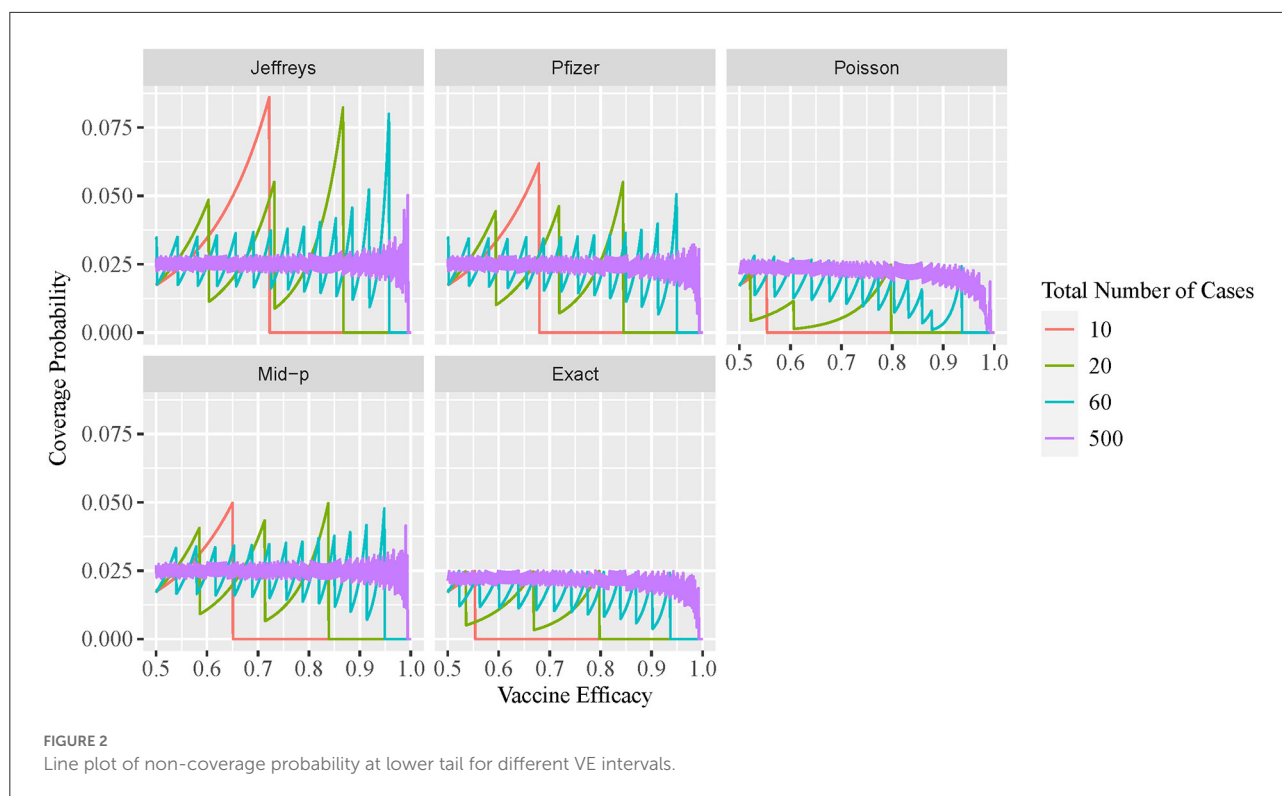 Jeffreys
Pfizer
Poisson
0.075
0.050
0.025
0.000
0.5 0.6 0.7 0.8 0.9 1.0
Mid-p
Exact
0.075
0.050
0.025
0.000
0.5 0.6 0.7 0.8 0.9 1.0
0.5 0.6 0.7 0.8 0.9 1.0
Coverage Probability
Vaccine Efficacy
Total Number of Cases
10
20
60
500
FIGURE 2
Line plot of non-coverage probability at lower tail for different VE intervals.